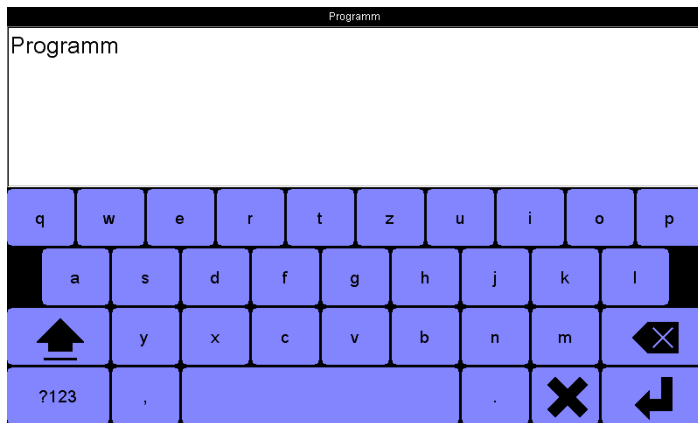 Programm
Programm
q w e r t z u i o p
a s d f g h j k l
y x c v b n m
?123 , .